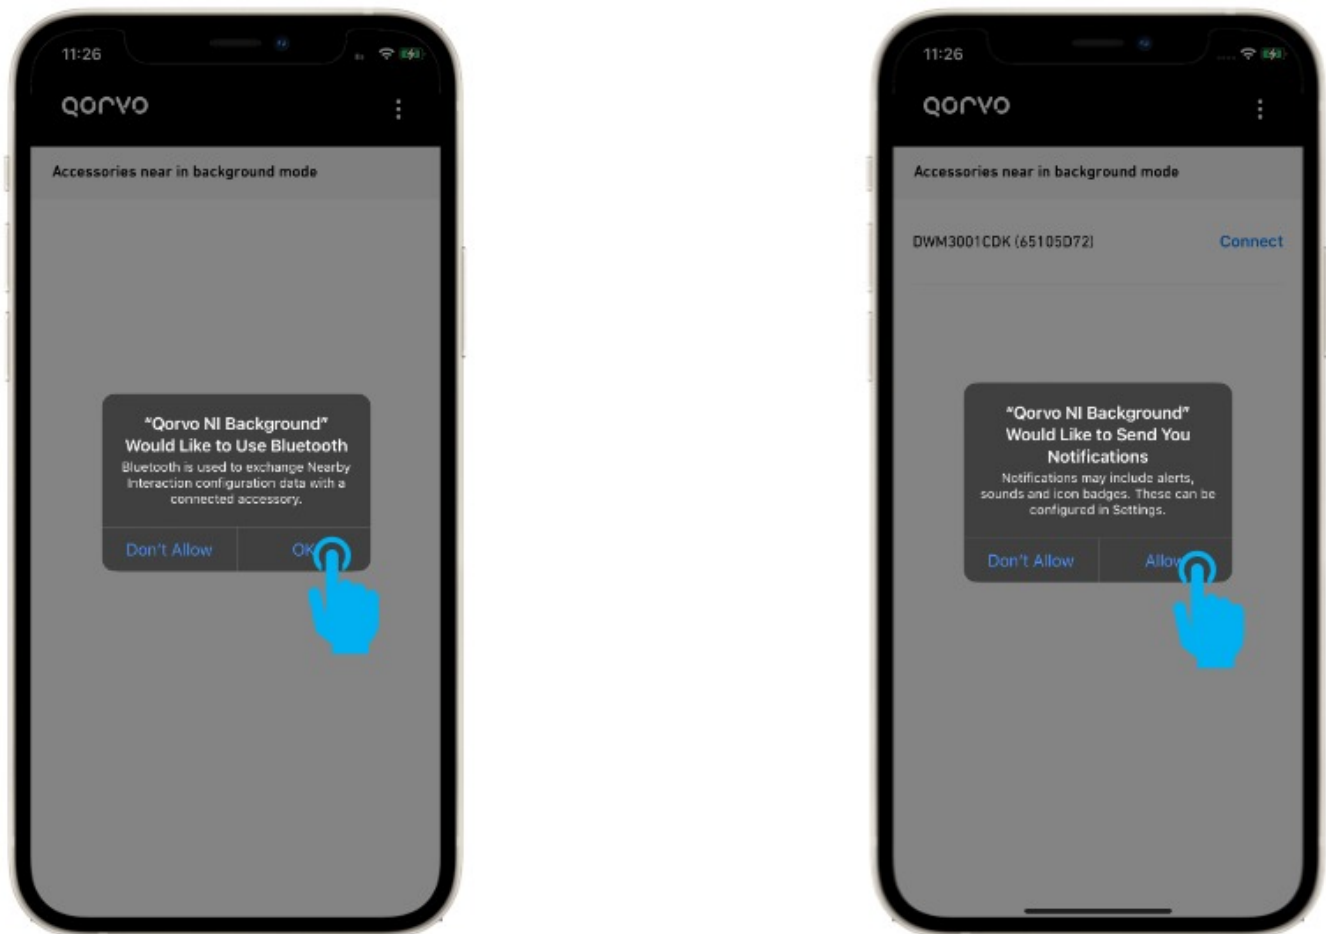 11:26
QORVO
Accessories near in background mode
"Qorvo NI Background"
Would Like to Use Bluetooth
Bluetooth is used to exchange Nearby
Interaction configuration data with a
connected accessory.
Don't Allow
OK
11:26
QORVO
Accessories near in background mode
DWM3001CDK (65105D72)
Connect
"Qorvo NI Background"
Would Like to Send You
Notifications
Notifications may include alerts,
sounds and icon badges. These can be
configured in Settings.
Don't Allow
Allow